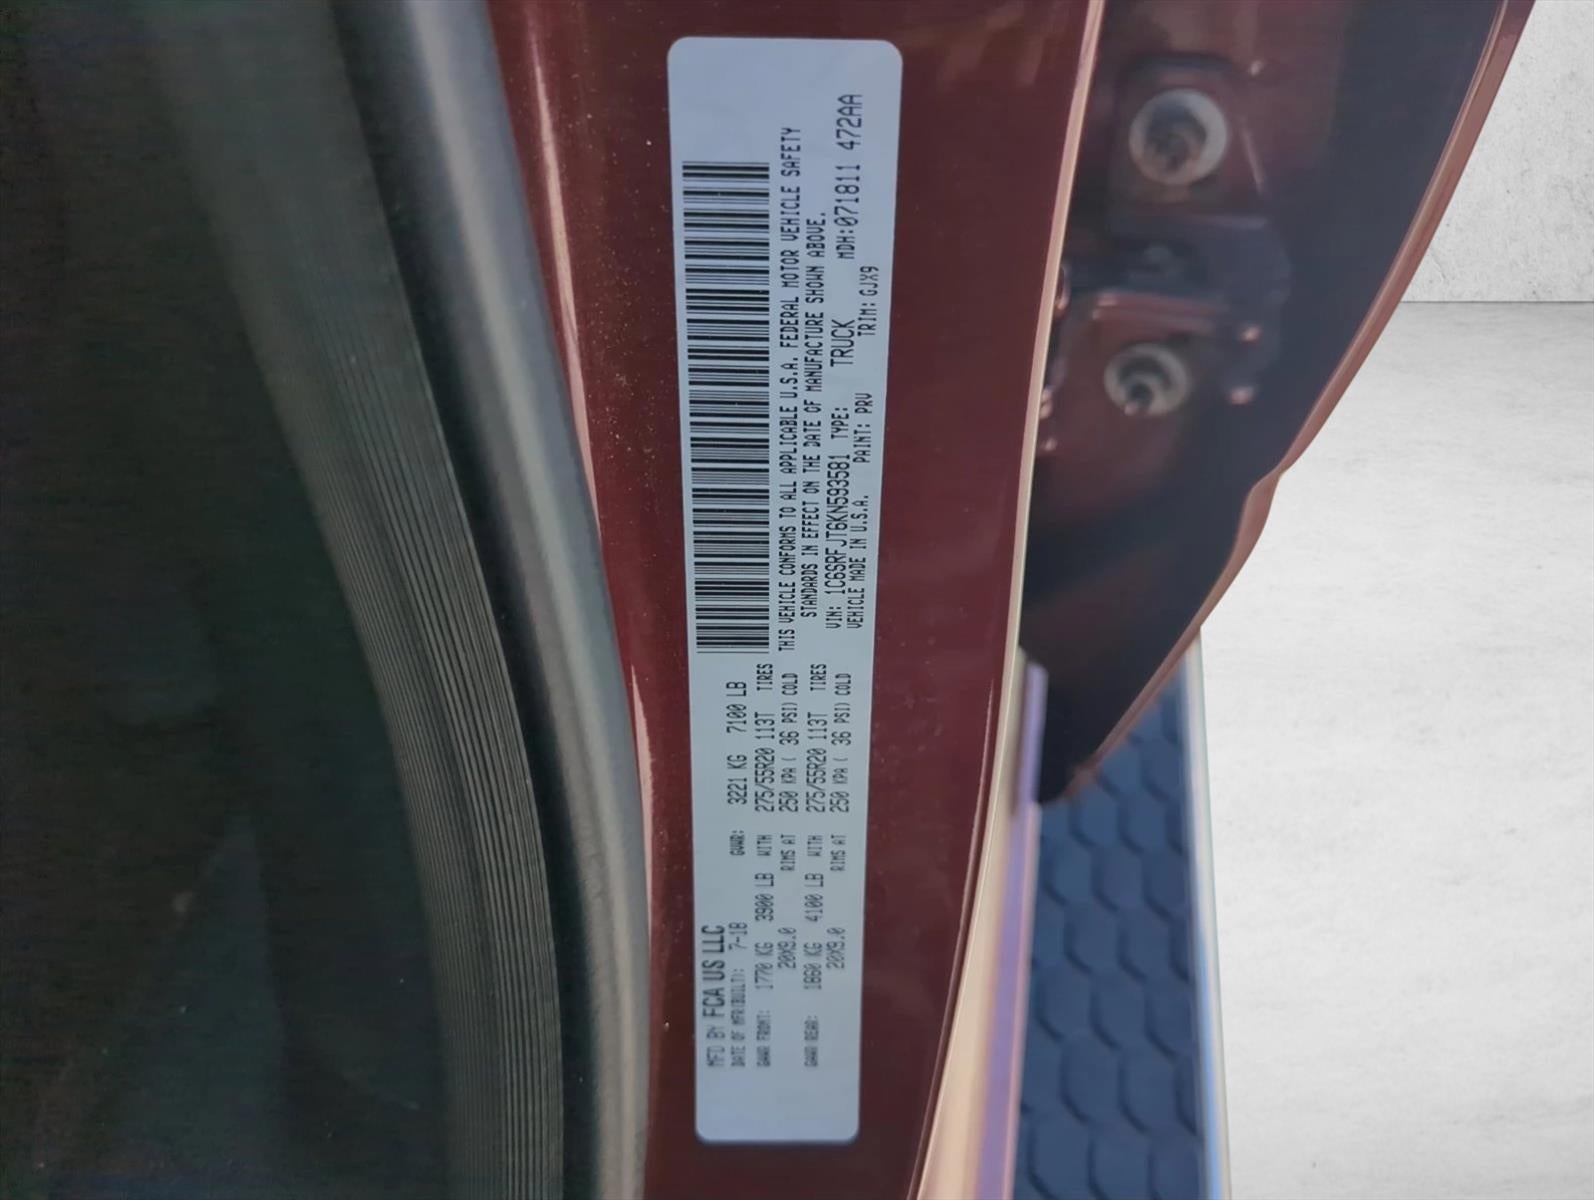 MFD BY FCA US LLC
DATE OF MFR(BUILT): 7-18 GVWR: 3221 KG 7100 LB
GAWR FRONT: 1770 KG 3900 LB WITH 275/55R20 113T TIRES
20X9.0 RIMS AT 250 KPA ( 36 PSI) COLD
GAWR REAR: 1860 KG 4100 LB WITH 275/55R20 113T TIRES
20X9.0 RIMS AT 250 KPA ( 36 PSI) COLD
THIS VEHICLE CONFORMS TO ALL APPLICABLE U.S.A. FEDERAL MOTOR VEHICLE SAFETY
STANDARDS IN EFFECT ON THE DATE OF MANUFACTURE SHOWN ABOVE.
VIN: 1C6SRFJT6KN593581 TYPE: TRUCK MDH:071811 472AA
VEHICLE MADE IN U.S.A. PAINT: PRV TRIM: GJX9